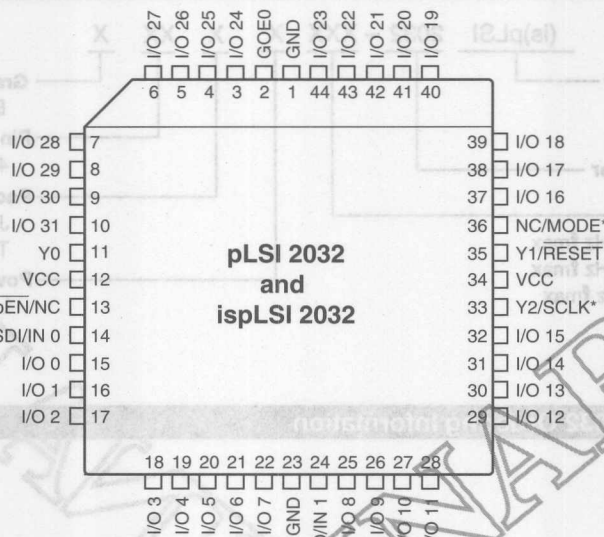 I/O 27
I/O 26
I/O 25
I/O 24
GOE0
GND
I/O 23
I/O 22
I/O 21
I/O 20
I/O 19
6 5 4 3 2 1 44 43 42 41 40
I/O 28 7
I/O 29 8
I/O 30 9
I/O 31 10
Y0 11
VCC 12
EN/NC 13
SDI/IN 0 14
I/O 0 15
I/O 1 16
I/O 2 17
pLSI 2032
and
ispLSI 2032
39 I/O 18
38 I/O 17
37 I/O 16
36 NC/MODE*
35 Y1/RESET
34 VCC
33 Y2/SCLK*
32 I/O 15
31 I/O 14
30 I/O 13
29 I/O 12
18 19 20 21 22 23 24 25 26 27 28
I/O 3
I/O 4
I/O 5
I/O 6
I/O 7
GND
O/IN 1
I/O 8
I/O 9
I/O 10
I/O 11